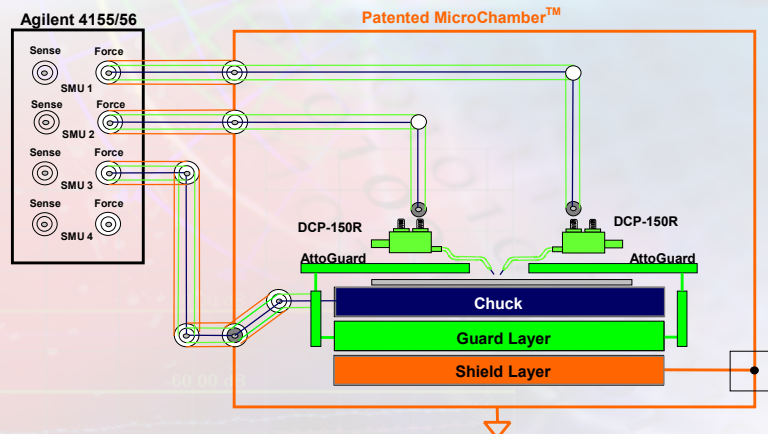 Agilent 4155/56
Patented MicroChamber™
Sense Force
SMU 1
Sense Force
SMU 2
Sense Force
SMU 3
Sense Force
SMU 4
DCP-150R
DCP-150R
AttoGuard
AttoGuard
Chuck
Guard Layer
Shield Layer